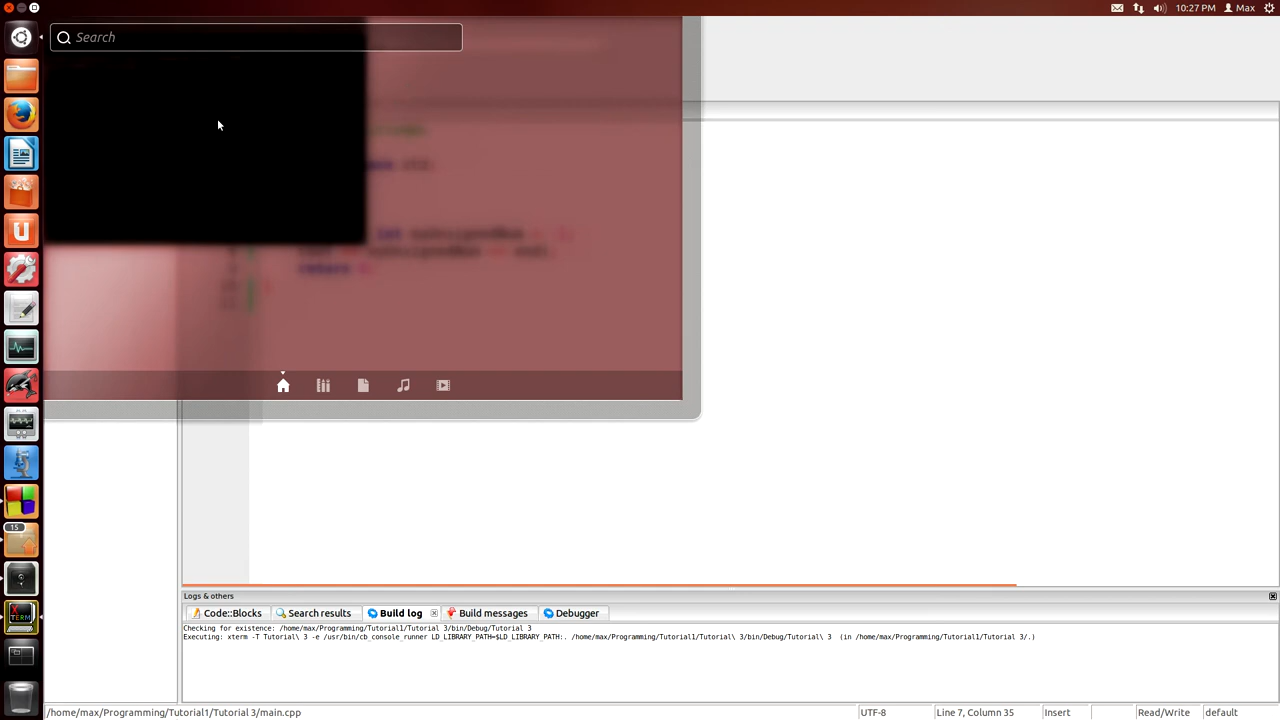 10:27 PM Max
Search
15
XTERM
Logs & others
Code::Blocks Search results Build log Build messages Debugger
Checking for existence: /home/max/Programming/Tutorial1/Tutorial 3/bin/Debug/Tutorial 3
Executing: xterm -T Tutorial\ 3 -e /usr/bin/cb_console_runner LD_LIBRARY_PATH=$LD_LIBRARY_PATH:. /home/max/Programming/Tutorial1/Tutorial\ 3/bin/Debug/Tutorial\ 3  (in /home/max/Programming/Tutorial1/Tutorial 3/.)
/home/max/Programming/Tutorial1/Tutorial 3/main.cpp UTF-8 Line 7, Column 35 Insert Read/Write default